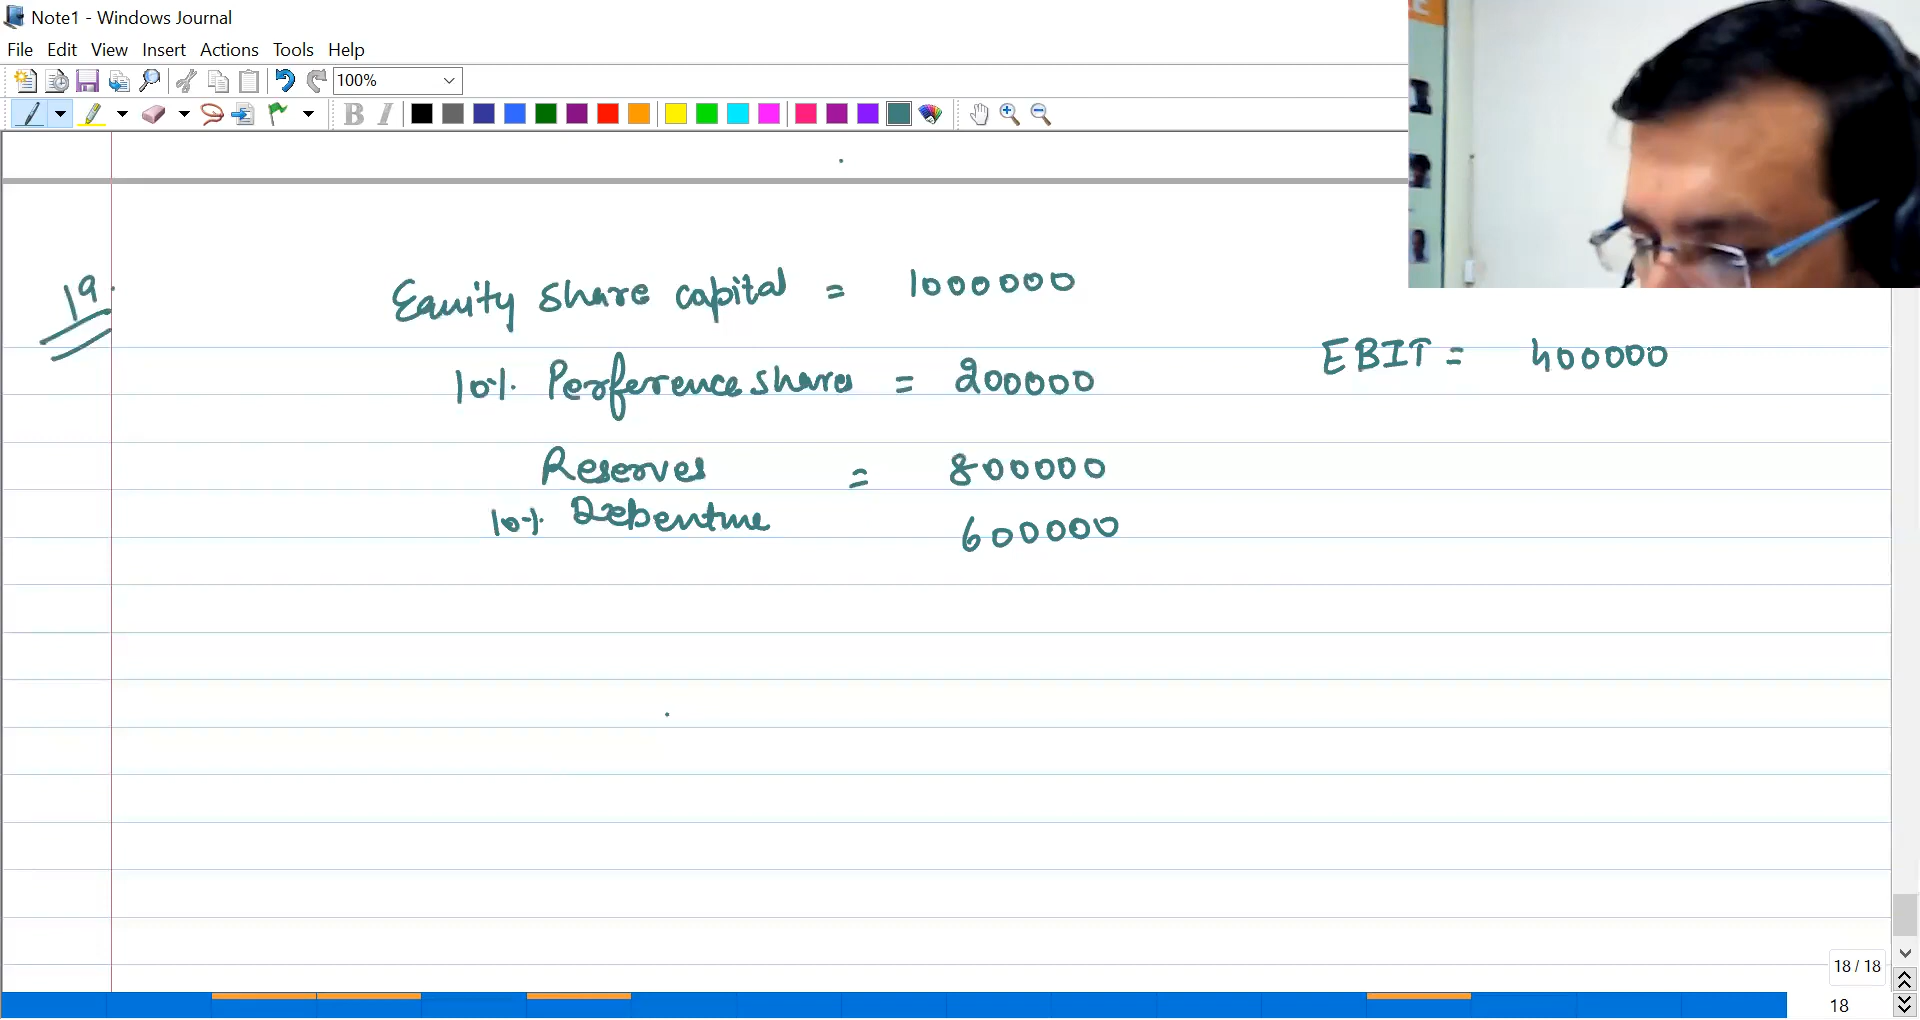 Note1 - Windows Journal
File Edit View Insert Actions Tools Help
100%
B I
19.
Equity share capital = 1000000
EBIT = 400000
10% Perference share = 200000
Reserves = 800000
10% Debenture 600000
18 / 18
18